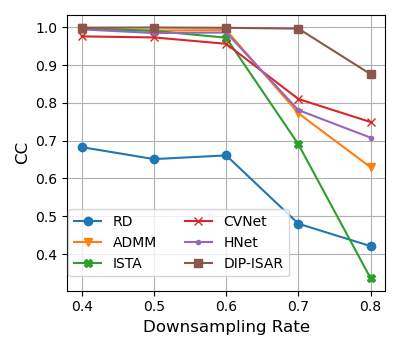 1.0
0.9
0.8
0.7
0.6
0.5
0.4
CC
RD
ADMM
ISTA
CVNet
HNet
DIP-ISAR
0.4 0.5 0.6 0.7 0.8
Downsampling Rate